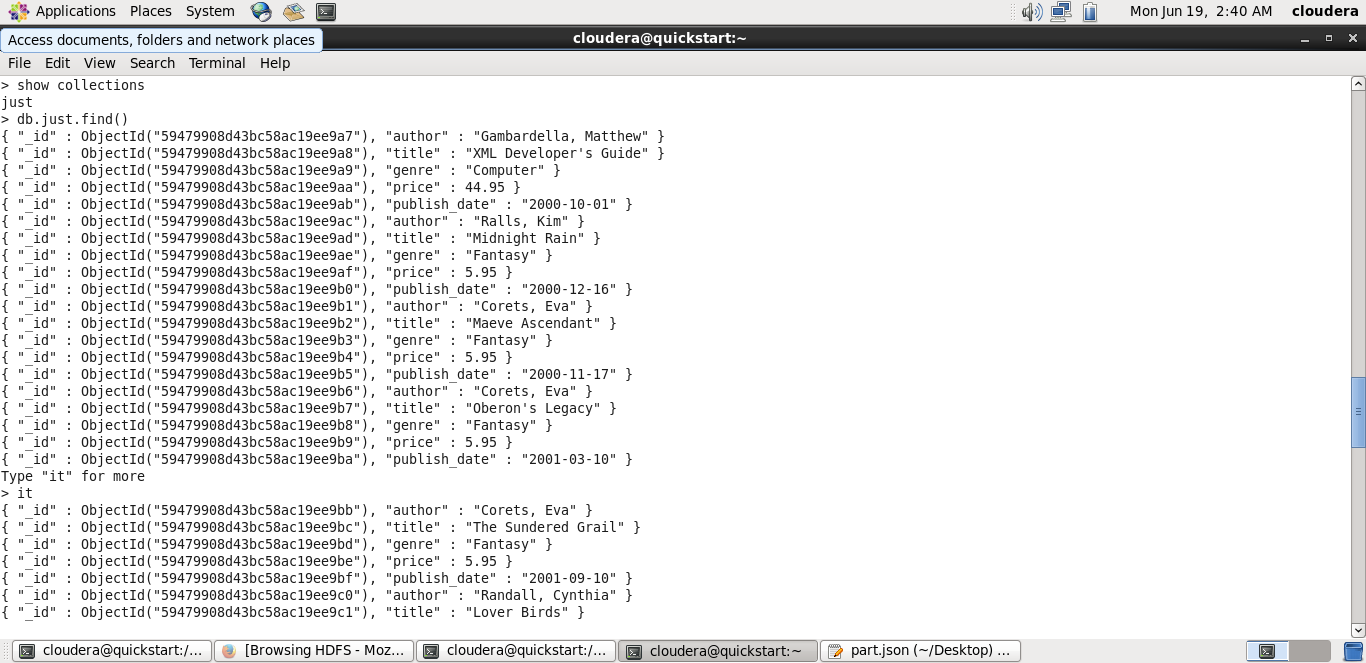 Applications Places System Mon Jun 19, 2:40 AM cloudera
Access documents, folders and network places
cloudera@quickstart:~
File Edit View Search Terminal Help
> show collections
just
> db.just.find()
{ "_id" : ObjectId("59479908d43bc58ac19ee9a7"), "author" : "Gambardella, Matthew" }
{ "_id" : ObjectId("59479908d43bc58ac19ee9a8"), "title" : "XML Developer's Guide" }
{ "_id" : ObjectId("59479908d43bc58ac19ee9a9"), "genre" : "Computer" }
{ "_id" : ObjectId("59479908d43bc58ac19ee9aa"), "price" : 44.95 }
{ "_id" : ObjectId("59479908d43bc58ac19ee9ab"), "publish_date" : "2000-10-01" }
{ "_id" : ObjectId("59479908d43bc58ac19ee9ac"), "author" : "Ralls, Kim" }
{ "_id" : ObjectId("59479908d43bc58ac19ee9ad"), "title" : "Midnight Rain" }
{ "_id" : ObjectId("59479908d43bc58ac19ee9ae"), "genre" : "Fantasy" }
{ "_id" : ObjectId("59479908d43bc58ac19ee9af"), "price" : 5.95 }
{ "_id" : ObjectId("59479908d43bc58ac19ee9b0"), "publish_date" : "2000-12-16" }
{ "_id" : ObjectId("59479908d43bc58ac19ee9b1"), "author" : "Corets, Eva" }
{ "_id" : ObjectId("59479908d43bc58ac19ee9b2"), "title" : "Maeve Ascendant" }
{ "_id" : ObjectId("59479908d43bc58ac19ee9b3"), "genre" : "Fantasy" }
{ "_id" : ObjectId("59479908d43bc58ac19ee9b4"), "price" : 5.95 }
{ "_id" : ObjectId("59479908d43bc58ac19ee9b5"), "publish_date" : "2000-11-17" }
{ "_id" : ObjectId("59479908d43bc58ac19ee9b6"), "author" : "Corets, Eva" }
{ "_id" : ObjectId("59479908d43bc58ac19ee9b7"), "title" : "Oberon's Legacy" }
{ "_id" : ObjectId("59479908d43bc58ac19ee9b8"), "genre" : "Fantasy" }
{ "_id" : ObjectId("59479908d43bc58ac19ee9b9"), "price" : 5.95 }
{ "_id" : ObjectId("59479908d43bc58ac19ee9ba"), "publish_date" : "2001-03-10" }
Type "it" for more
> it
{ "_id" : ObjectId("59479908d43bc58ac19ee9bb"), "author" : "Corets, Eva" }
{ "_id" : ObjectId("59479908d43bc58ac19ee9bc"), "title" : "The Sundered Grail" }
{ "_id" : ObjectId("59479908d43bc58ac19ee9bd"), "genre" : "Fantasy" }
{ "_id" : ObjectId("59479908d43bc58ac19ee9be"), "price" : 5.95 }
{ "_id" : ObjectId("59479908d43bc58ac19ee9bf"), "publish_date" : "2001-09-10" }
{ "_id" : ObjectId("59479908d43bc58ac19ee9c0"), "author" : "Randall, Cynthia" }
{ "_id" : ObjectId("59479908d43bc58ac19ee9c1"), "title" : "Lover Birds" }
cloudera@quickstart:/... [Browsing HDFS - Moz... cloudera@quickstart:/... cloudera@quickstart:~ part.json (~/Desktop) ...